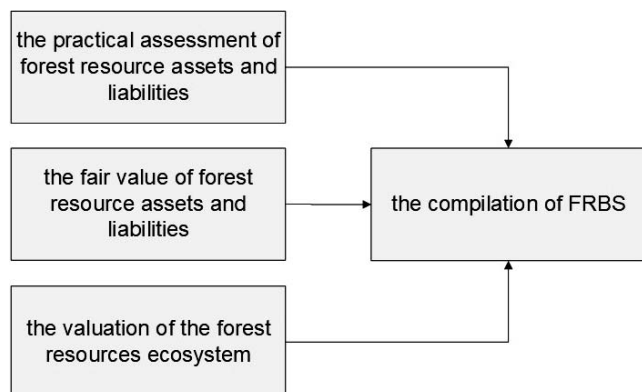 the practical assessment of
forest resource assets and
liabilities
the fair value of forest
resource assets and
liabilities
the compilation of FRBS
the valuation of the forest
resources ecosystem